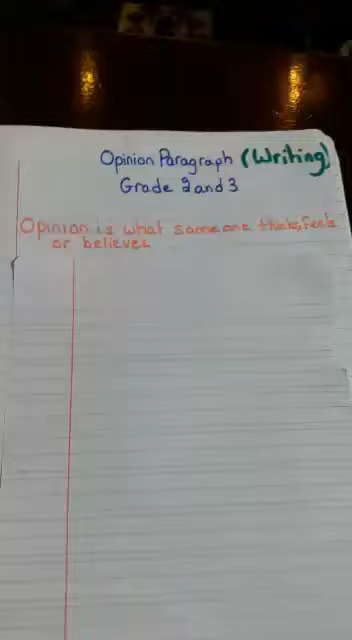 Opinion Paragraph (Writing)
Grade 2 and 3
Opinion is what someone thinks, feels
or believes